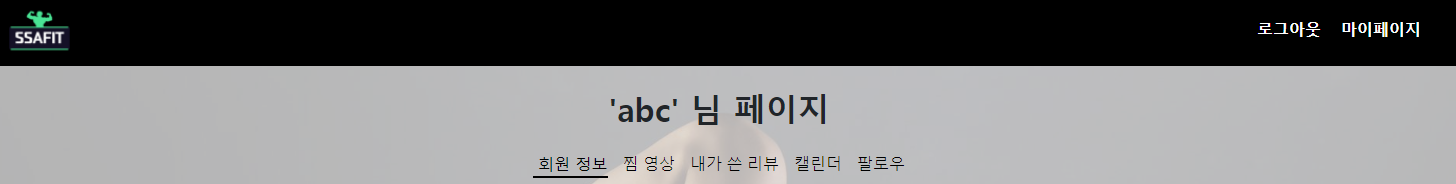 SSAFIT
로그아웃 마이페이지
'abc' 님 페이지
회원 정보 찜 영상 내가 쓴 리뷰 캘린더 팔로우